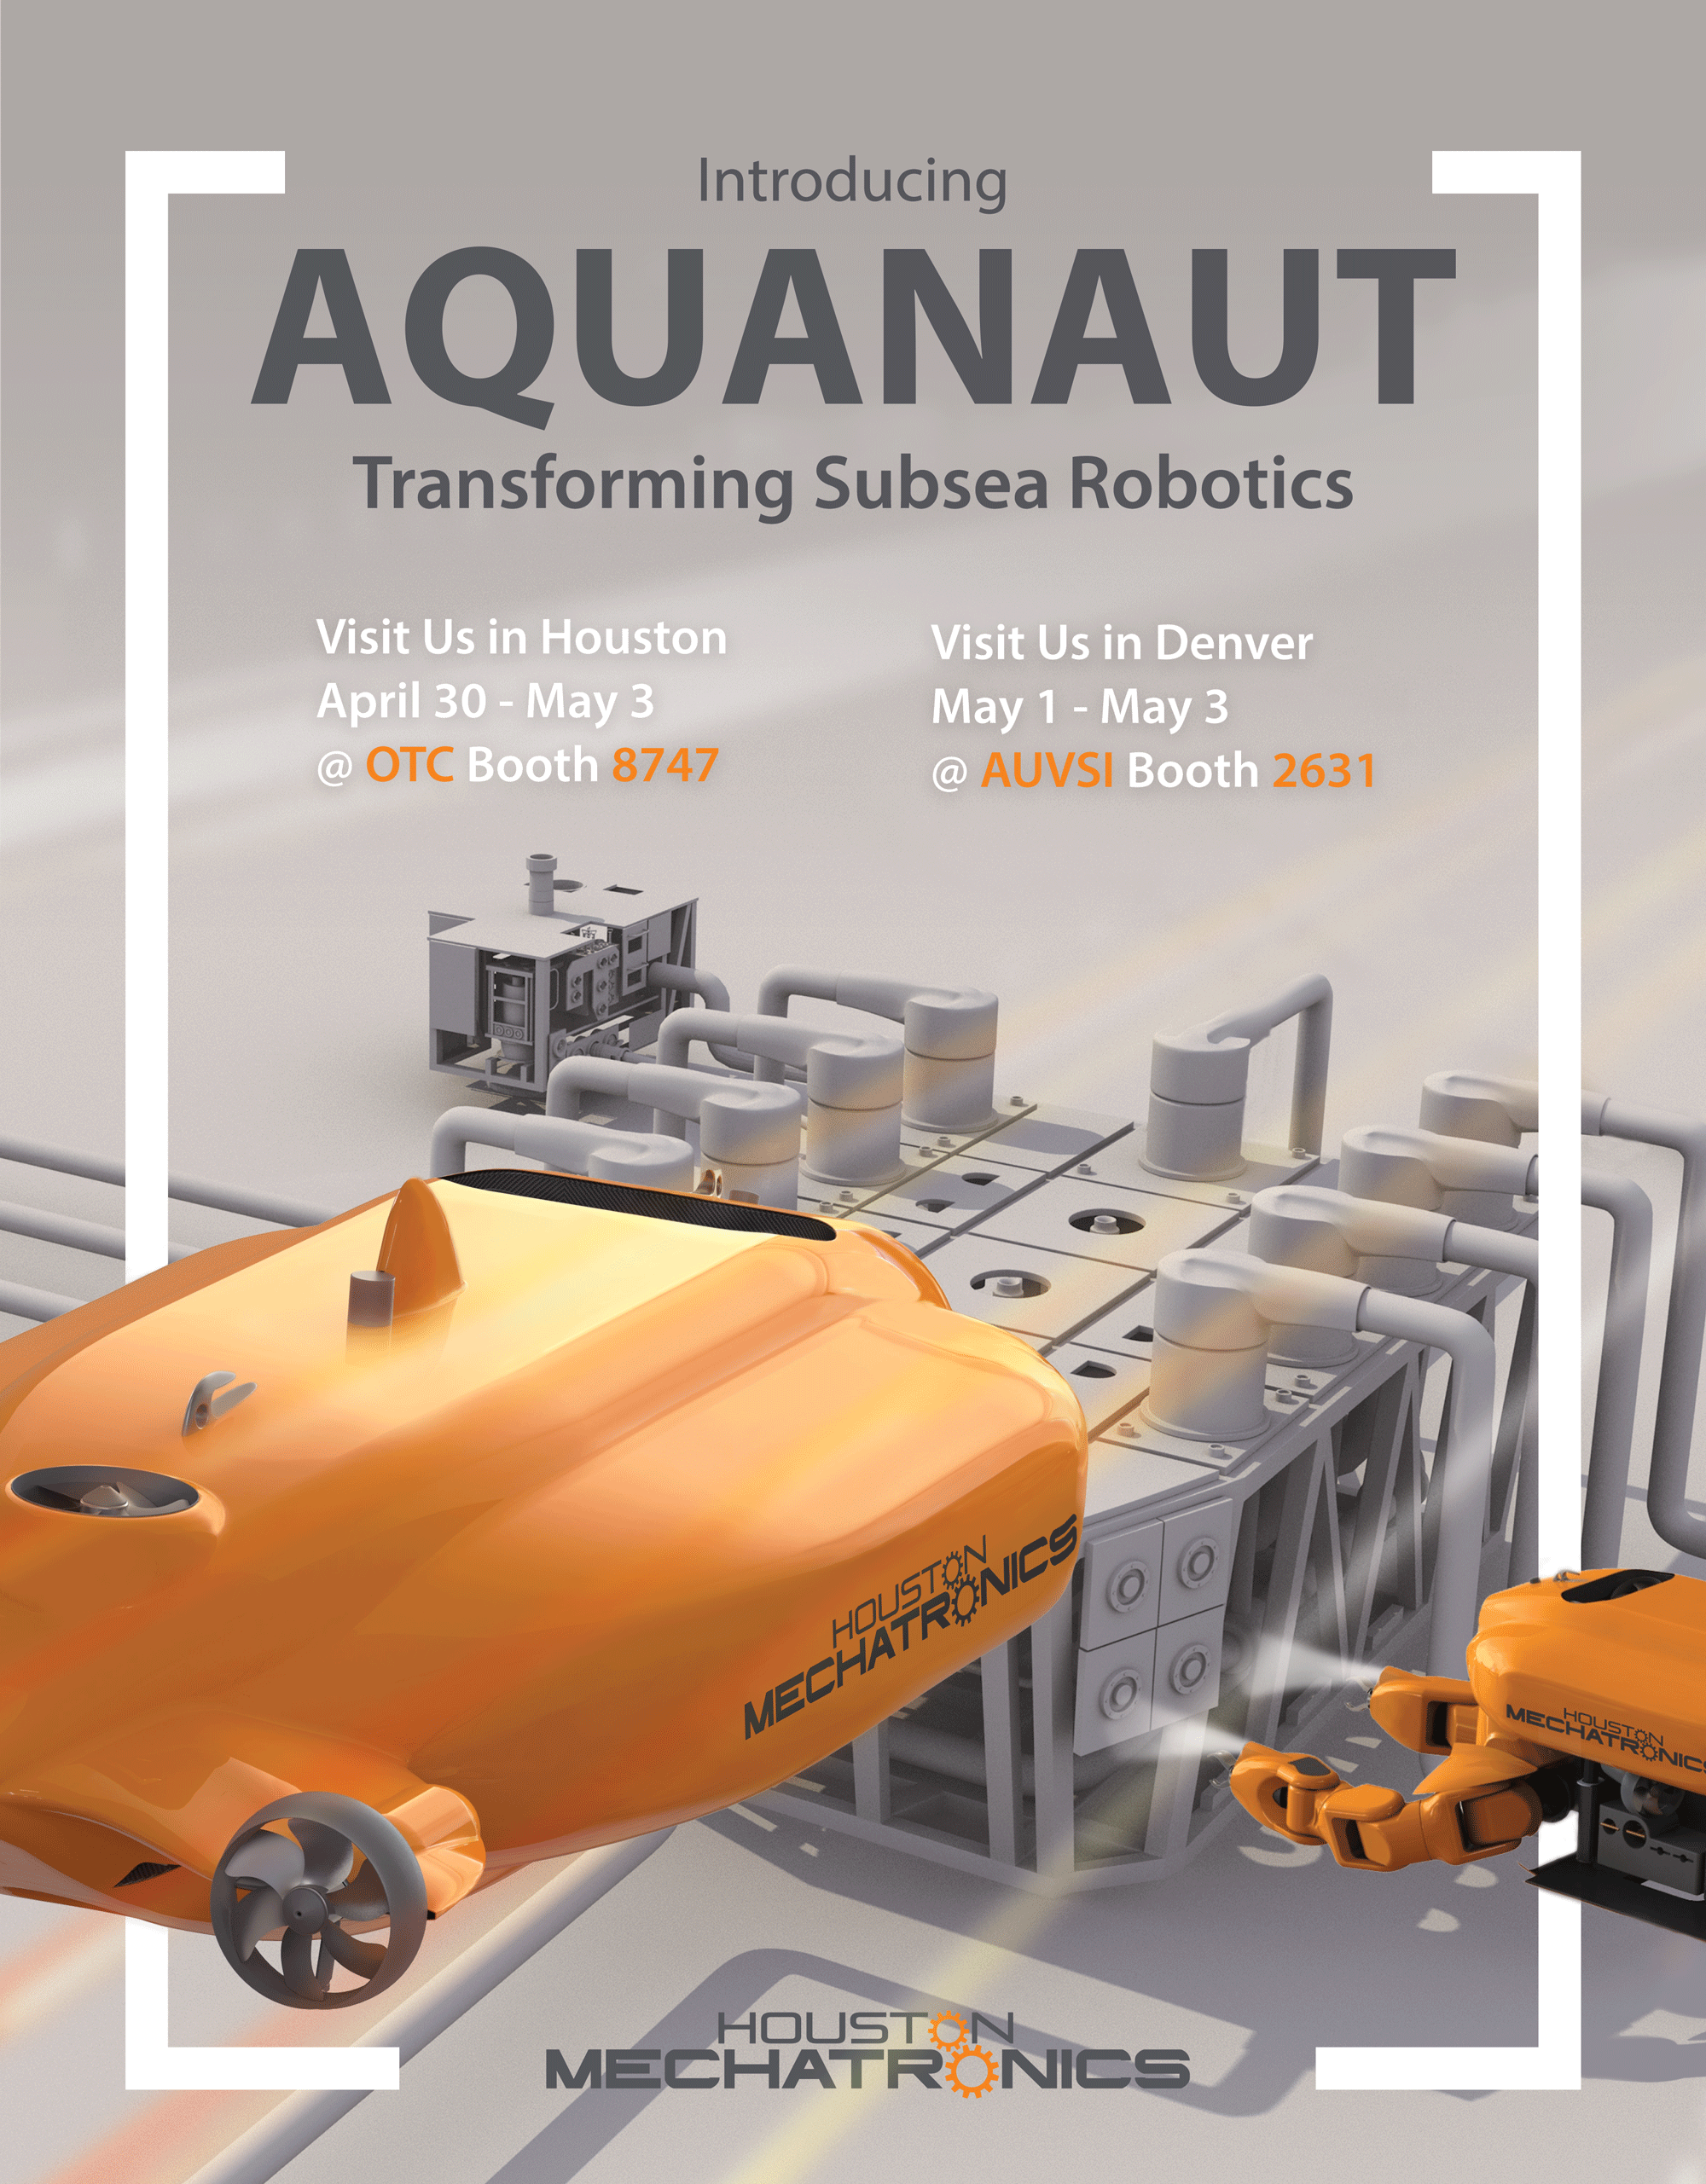 Introducing
AQUANAUT
Transforming Subsea Robotics
Visit Us in Houston
April 30 - May 3
@ OTC Booth 8747
Visit Us in Denver
May 1 - May 3
@ AUVSI Booth 2631
HOUSTON
MECHATRONICS
HOUSTON
MECHATRONICS
HOUSTON
MECHATRONICS